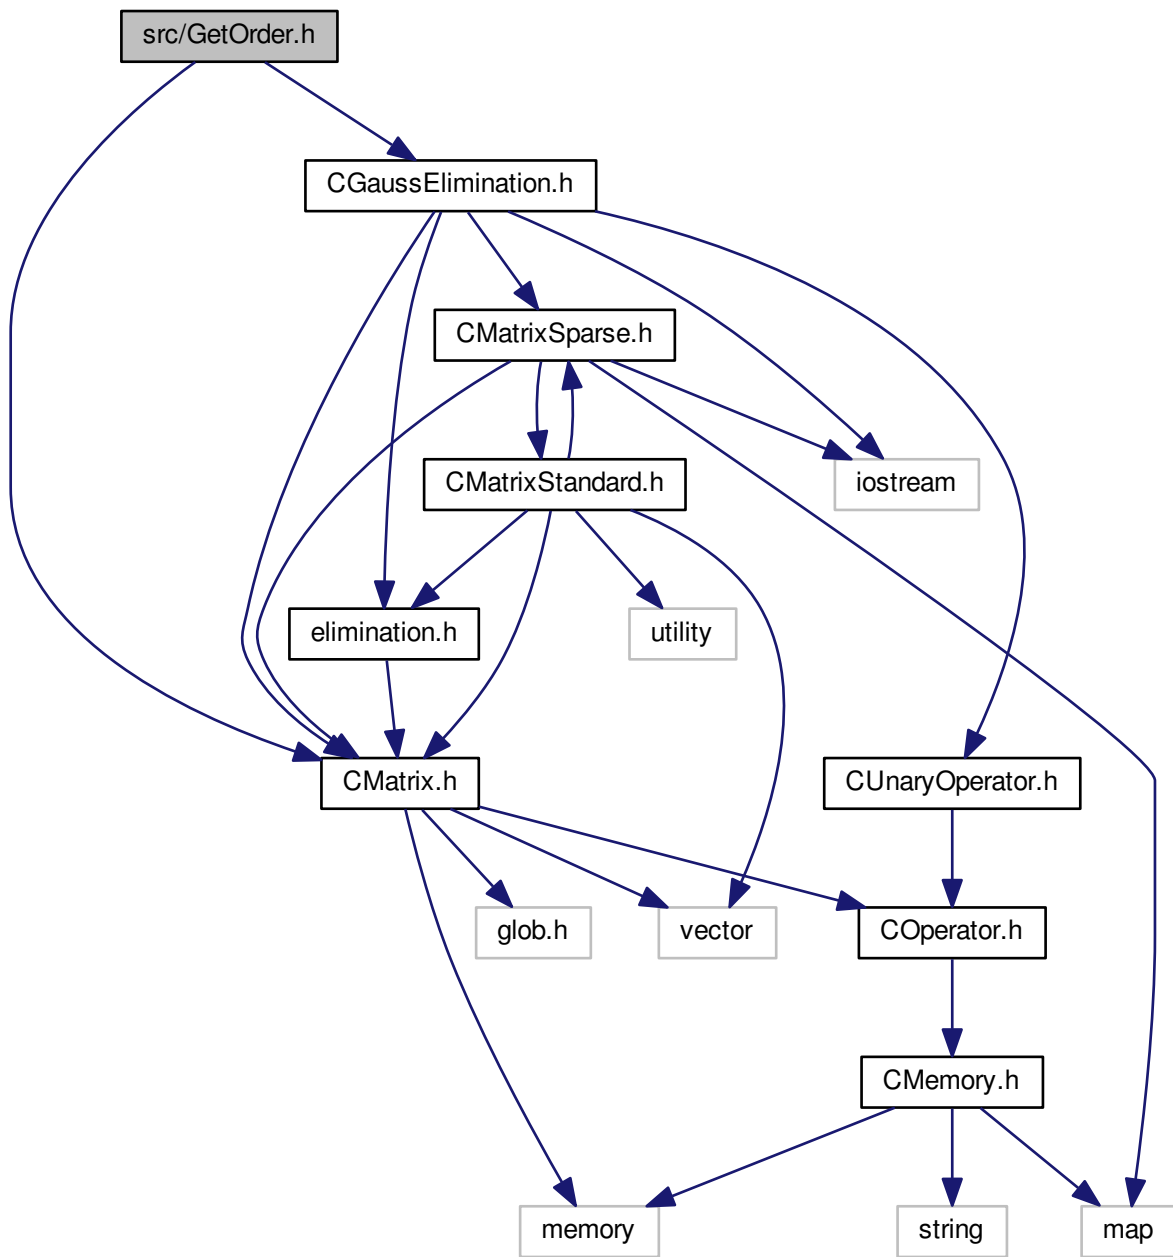 src/GetOrder.h
CGaussElimination.h
CMatrixSparse.h
CMatrixStandard.h
iostream
elimination.h
utility
CMatrix.h
CUnaryOperator.h
glob.h
vector
COperator.h
CMemory.h
memory
string
map